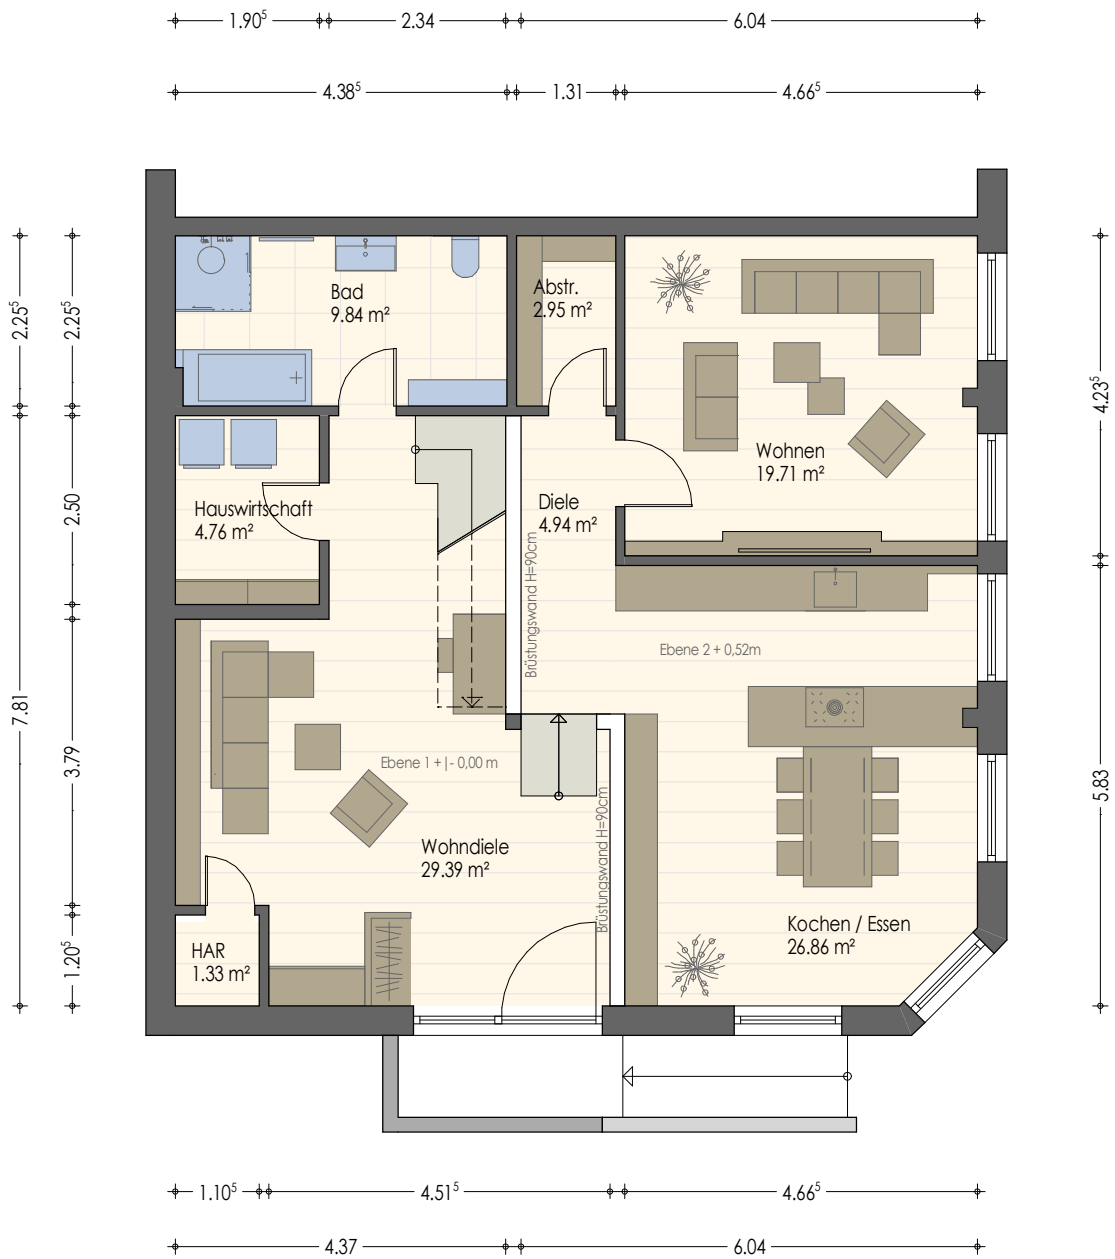 1.90⁵ 2.34 6.04
4.38⁵ 1.31 4.66⁵
2.25⁵
2.25⁵
4.23⁵
Bad
9.84 m²
Abstr.
2.95 m²
Wohnen
19.71 m²
Hauswirtschaft
4.76 m²
2.50
Diele
4.94 m²
Brüstungswand H=90cm
Ebene 2 + 0,52m
7.81
3.79
5.83
Ebene 1 +|- 0,00 m
Wohndiele
29.39 m²
Brüstungswand H=90cm
Kochen / Essen
26.86 m²
HAR
1.33 m²
1.20⁵
1.10⁵ 4.51⁵ 4.66⁵
4.37 6.04